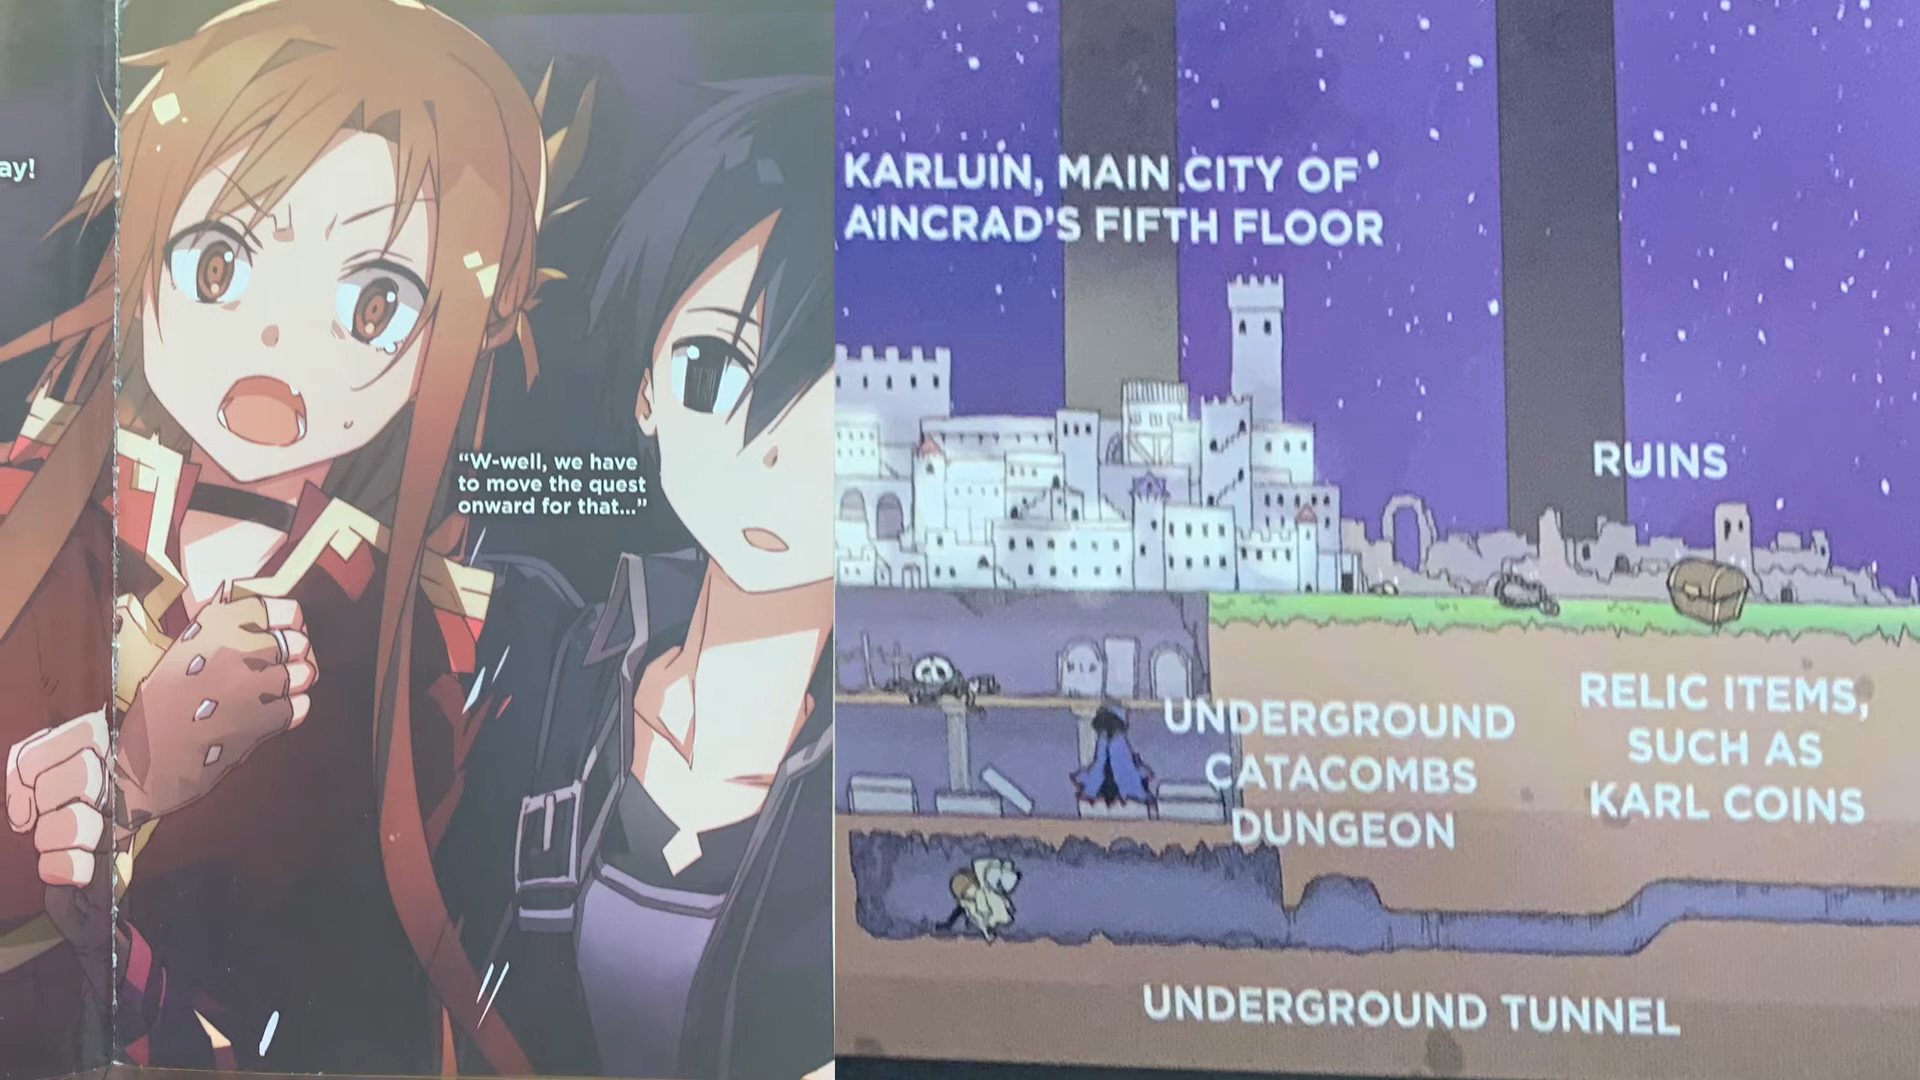 ay!
“W-well, we have
to move the quest
onward for that...”
KARLUIN, MAIN CITY OF
AINCRAD'S FIFTH FLOOR
RUINS
UNDERGROUND
CATACOMBS
DUNGEON
RELIC ITEMS,
SUCH AS
KARL COINS
UNDERGROUND TUNNEL